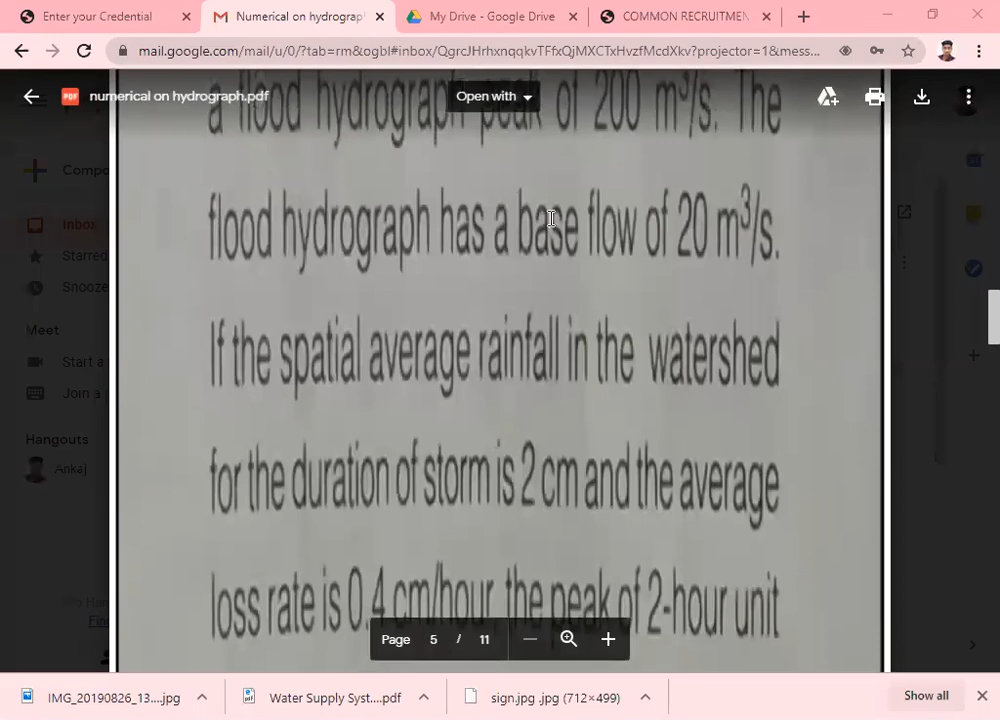 Enter your Credential
Numerical on hydrograp
My Drive - Google Drive
COMMON RECRUITMEN
mail.google.com/mail/u/0/?tab=rm&ogbl#inbox/QgrcJHrhxnqqkvTFfxQjMXCTxHvzfMcdXkv?projector=1&mess...
PDF
numerical on hydrograph.pdf
Open with
a flood hydrograph peak of 200 m³/s. The
flood hydrograph has a base flow of 20 m³/s.
If the spatial average rainfall in the watershed
for the duration of storm is 2 cm and the average
loss rate is 0.4 cm/hour, the peak of 2-hour unit
Compo
Inbox
Starred
Snooze
Meet
Start a
Join a
Hangouts
Ankaj
Page 5 / 11
IMG_20190826_13....jpg
Water Supply Syst....pdf
sign.jpg .jpg (712×499)
Show all